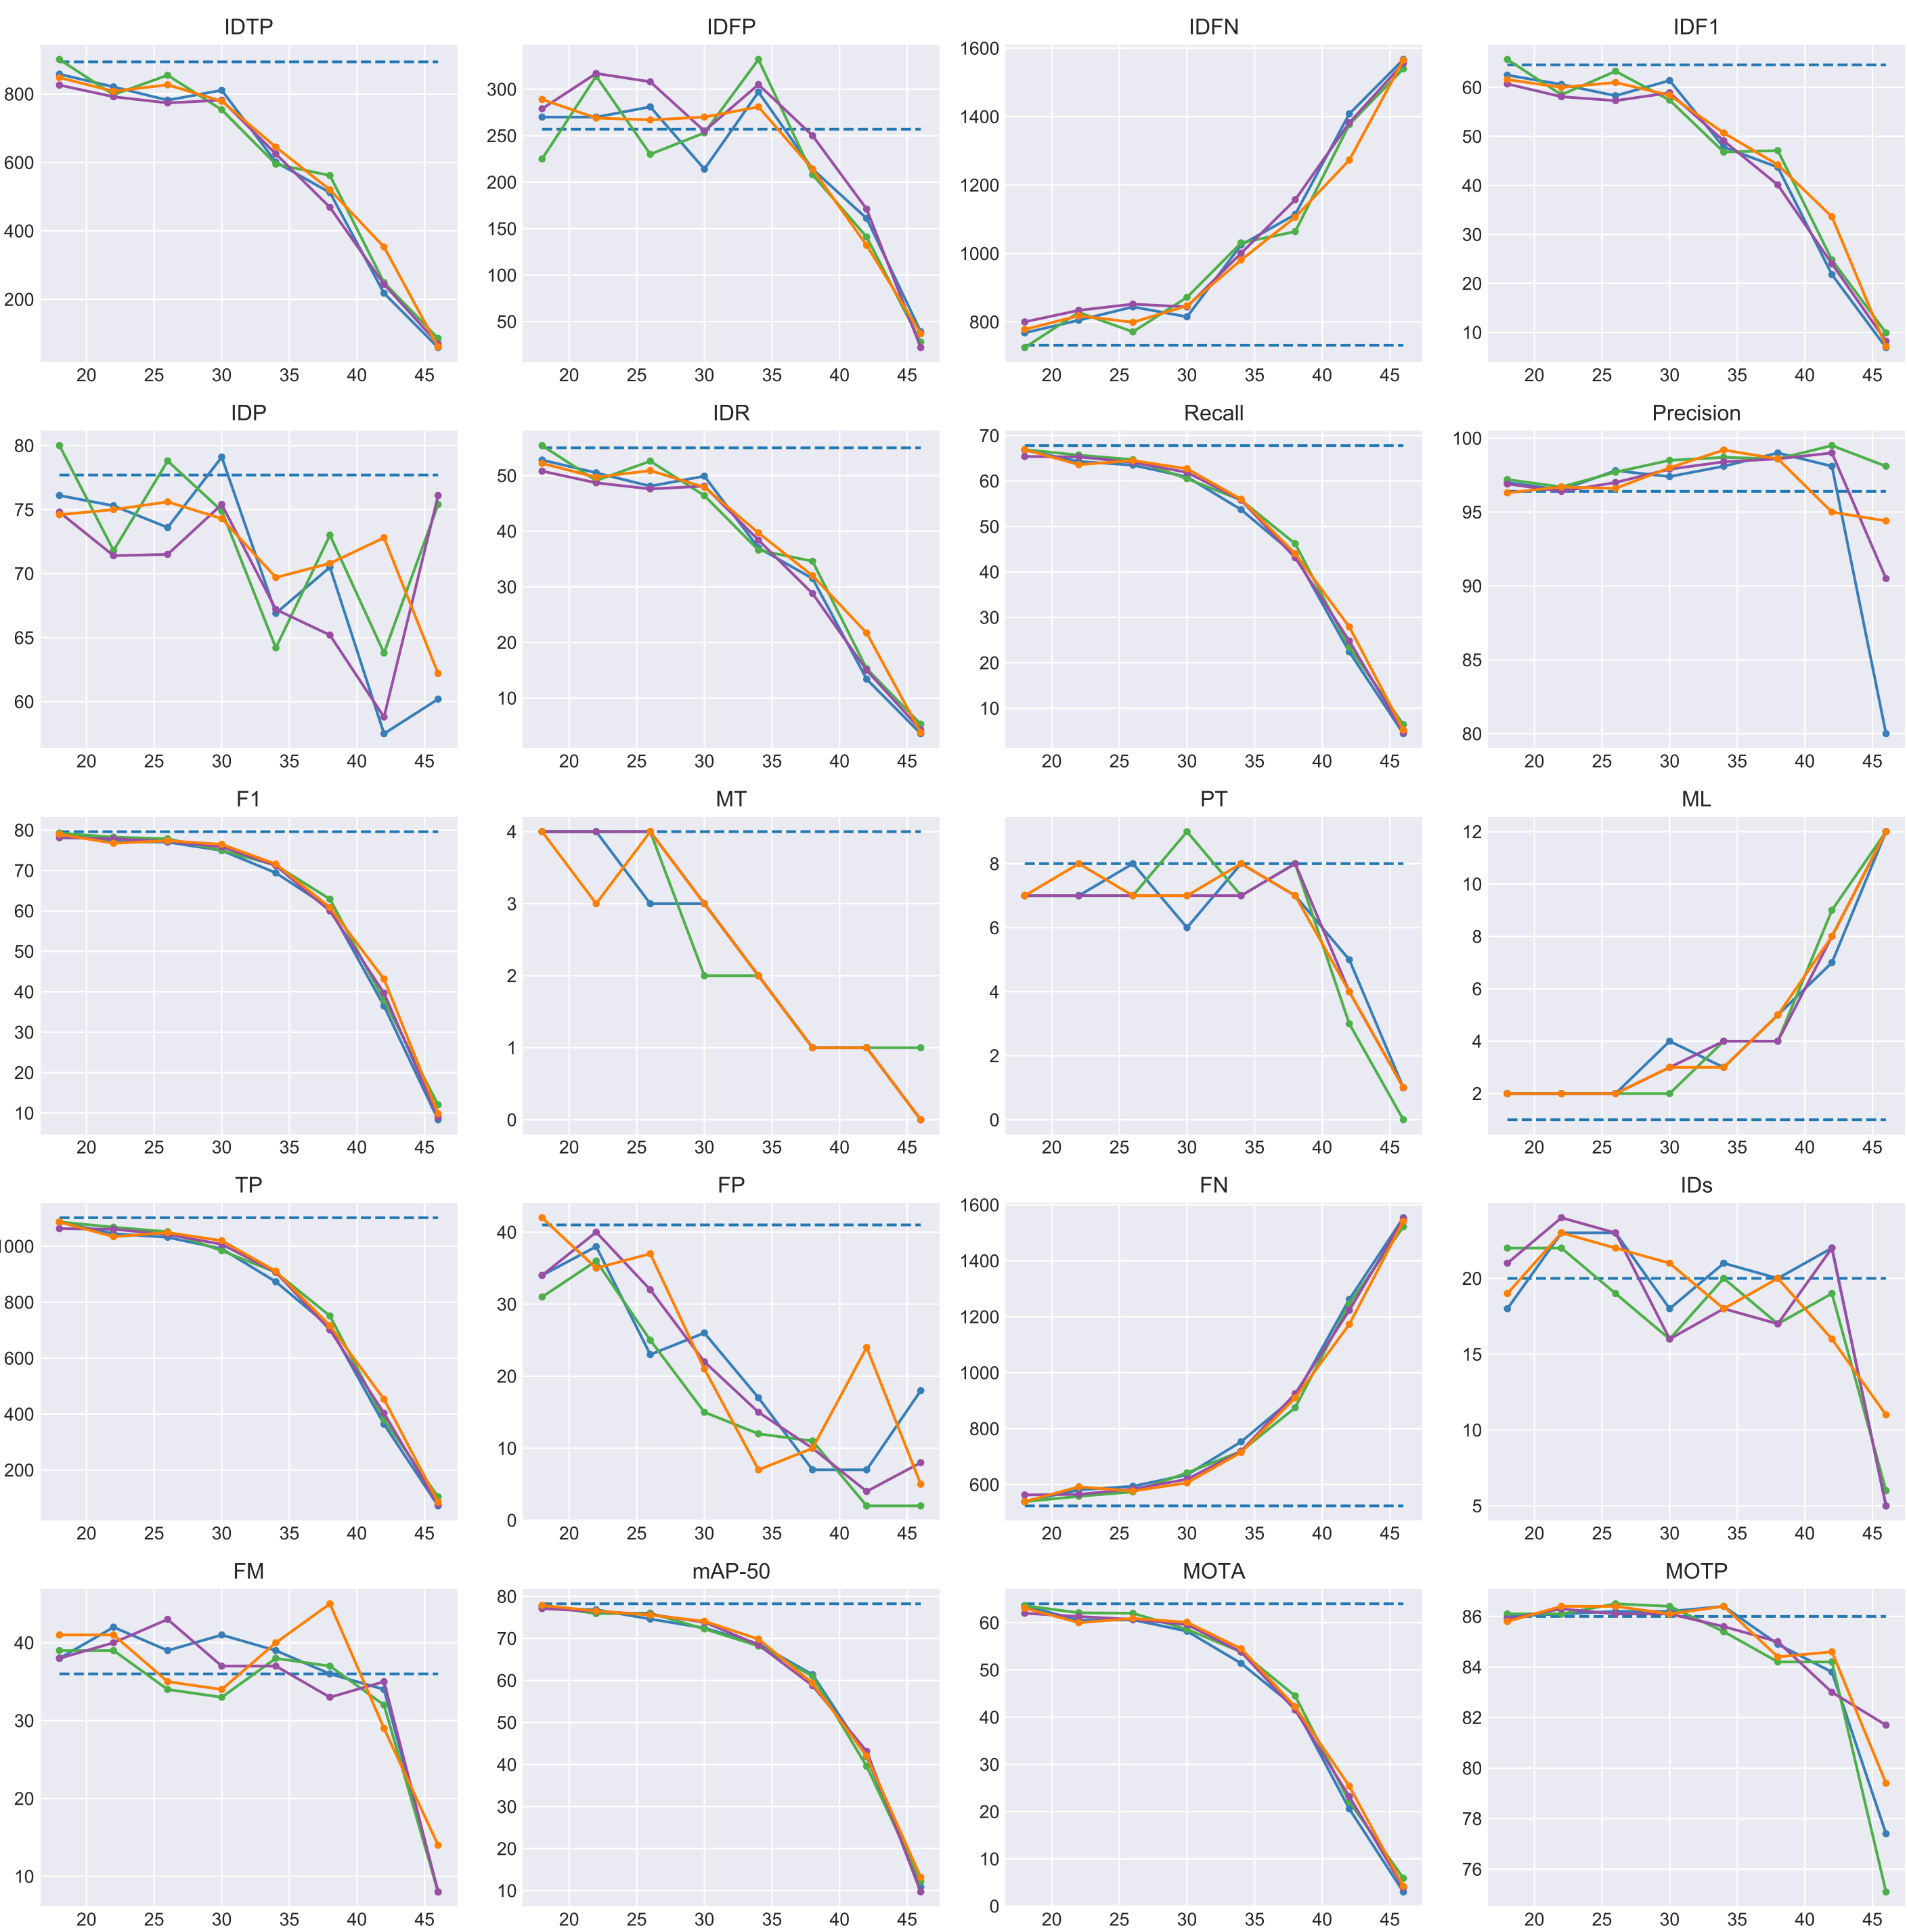 IDTP IDFP IDFN IDF1
800 600 400 200
300 250 200 150 100 50
1600 1400 1200 1000 800
60 50 40 30 20 10
20 25 30 35 40 45 20 25 30 35 40 45 20 25 30 35 40 45 20 25 30 35 40 45
IDP IDR Recall Precision
80 75 70 65 60
50 40 30 20 10
70 60 50 40 30 20 10
100 95 90 85 80
20 25 30 35 40 45 20 25 30 35 40 45 20 25 30 35 40 45 20 25 30 35 40 45
F1 MT PT ML
80 70 60 50 40 30 20 10
4 3 2 1 0
8 6 4 2 0
12 10 8 6 4 2
20 25 30 35 40 45 20 25 30 35 40 45 20 25 30 35 40 45 20 25 30 35 40 45
TP FP FN IDs
1000 800 600 400 200
40 30 20 10 0
1600 1400 1200 1000 800 600
20 15 10 5
20 25 30 35 40 45 20 25 30 35 40 45 20 25 30 35 40 45 20 25 30 35 40 45
FM mAP-50 MOTA MOTP
40 30 20 10
80 70 60 50 40 30 20 10
60 50 40 30 20 10 0
86 84 82 80 78 76
20 25 30 35 40 45 20 25 30 35 40 45 20 25 30 35 40 45 20 25 30 35 40 45